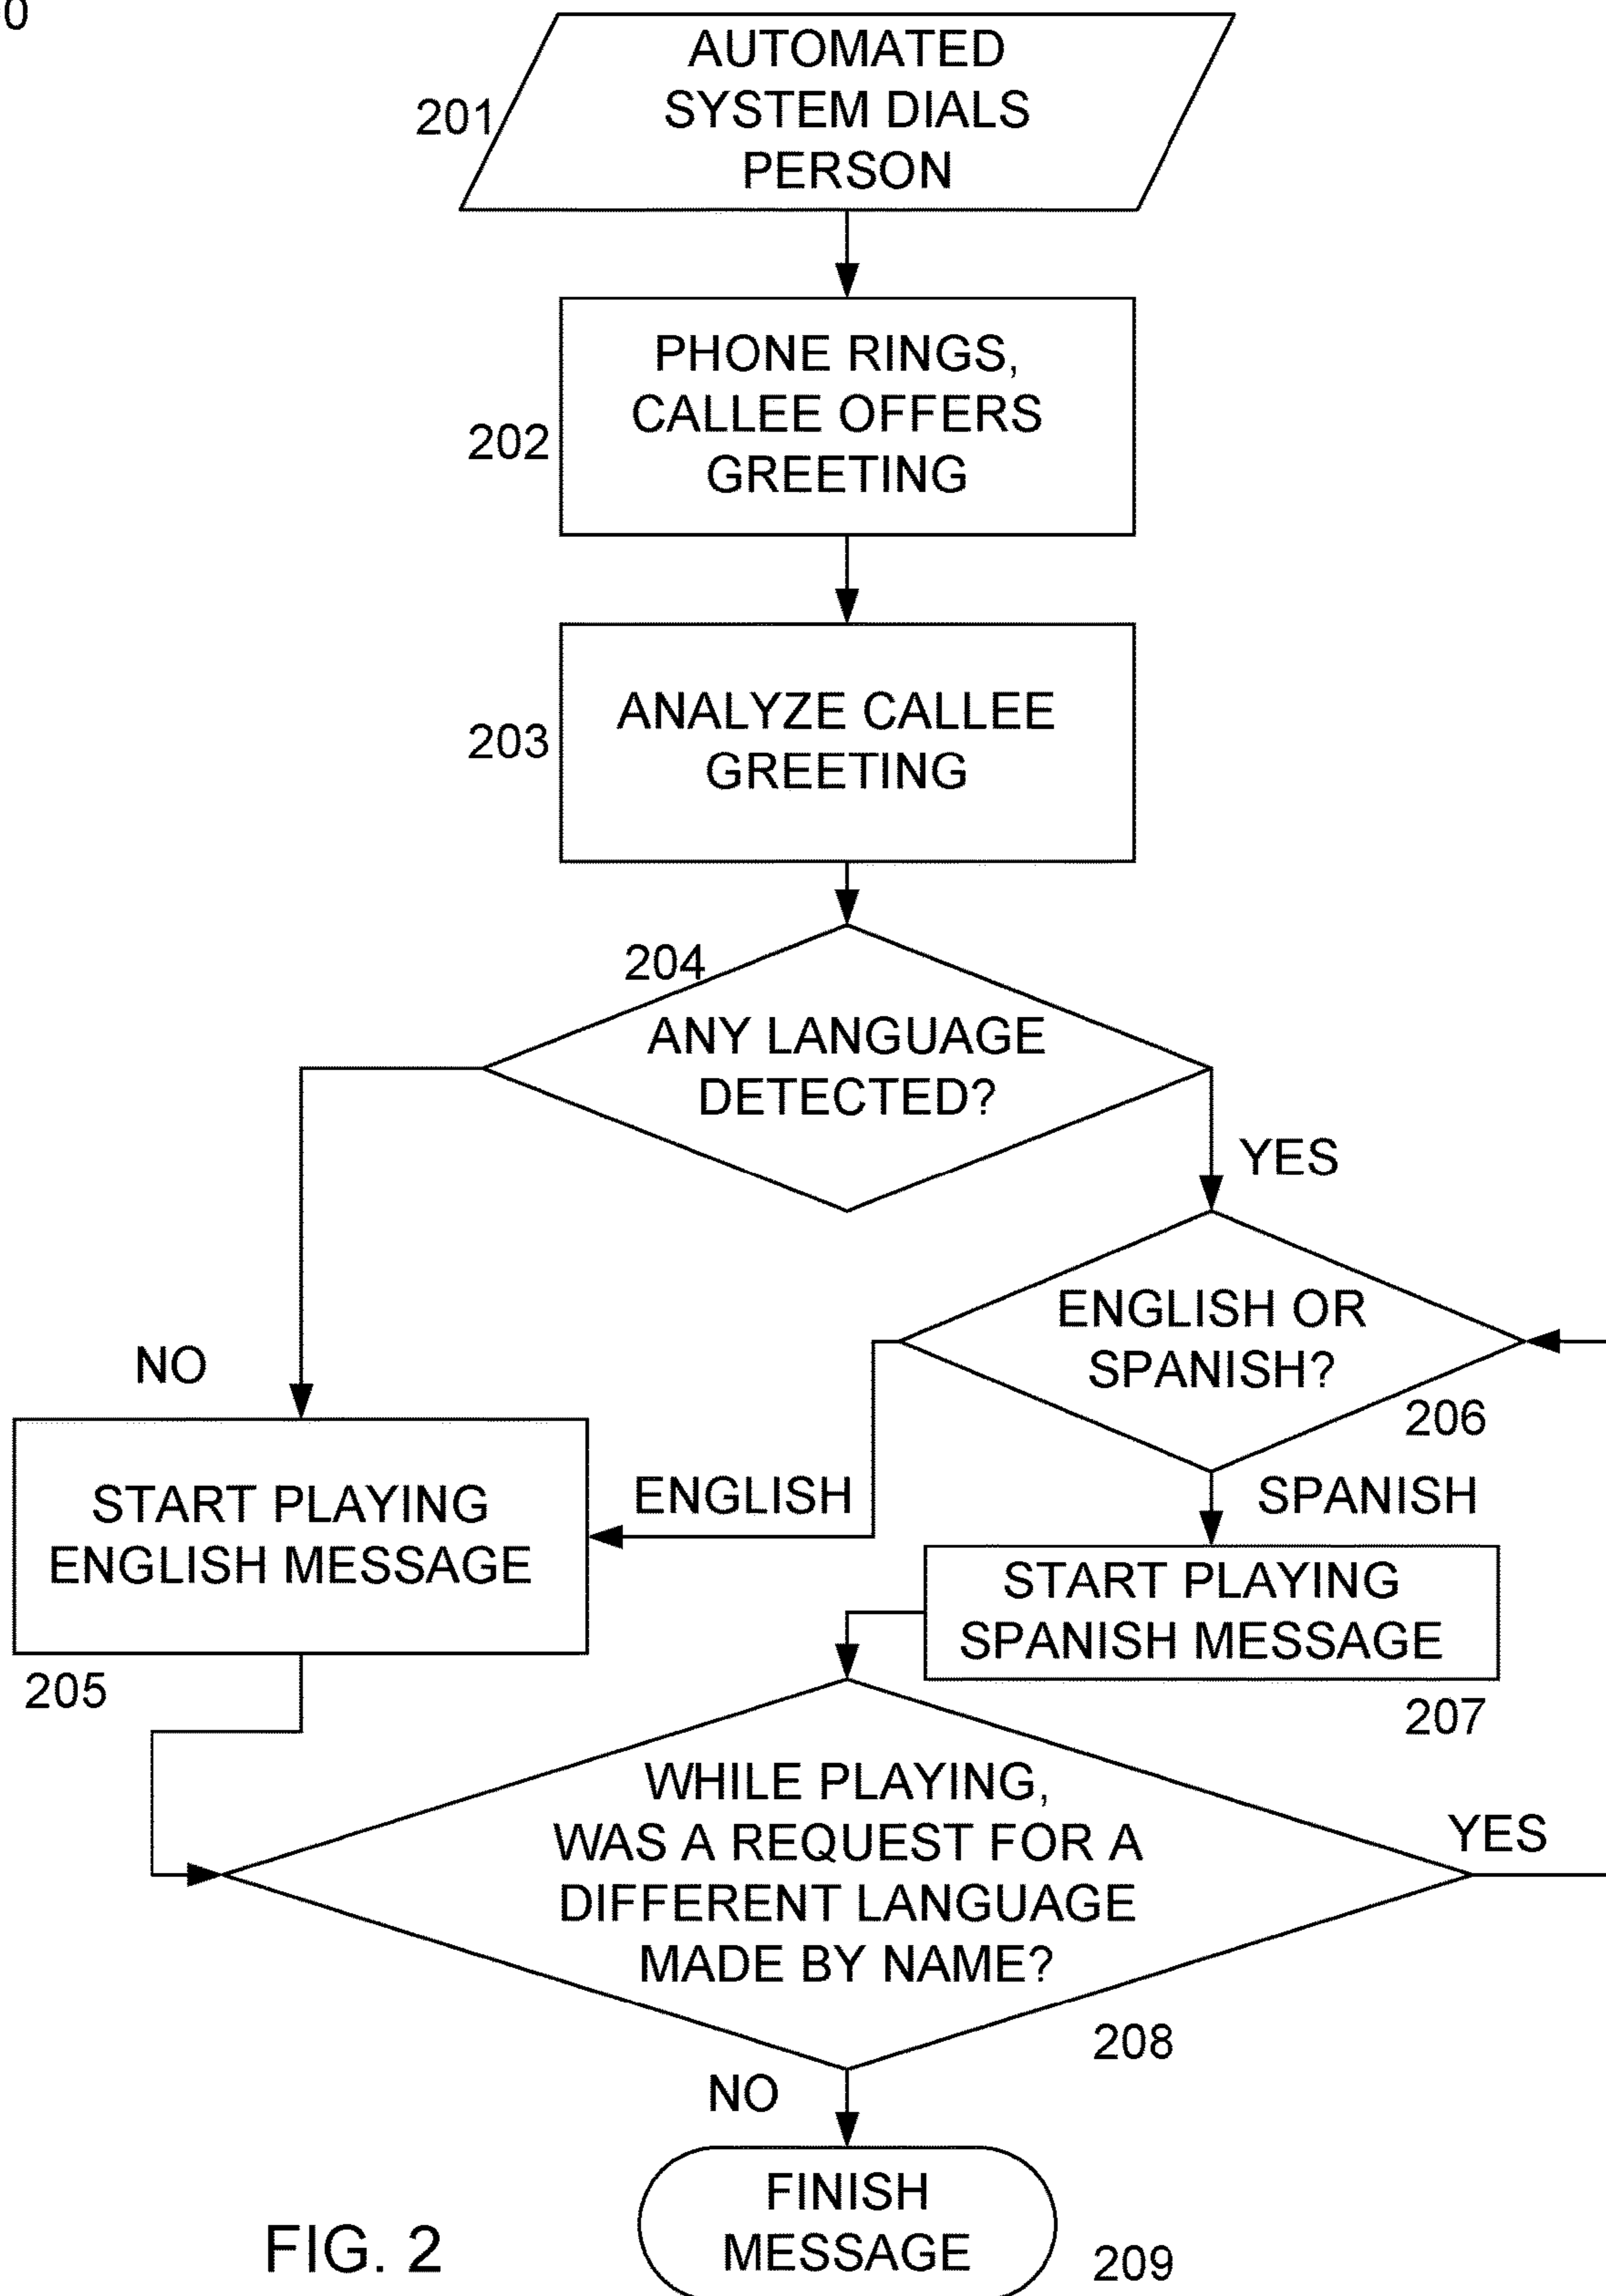 0
AUTOMATED
SYSTEM DIALS
PERSON
201
PHONE RINGS,
CALLEE OFFERS
GREETING
202
ANALYZE CALLEE
GREETING
203
204
ANY LANGUAGE
DETECTED?
YES
NO
ENGLISH OR
SPANISH?
206
ENGLISH
SPANISH
START PLAYING
ENGLISH MESSAGE
205
START PLAYING
SPANISH MESSAGE
207
WHILE PLAYING,
WAS A REQUEST FOR A
DIFFERENT LANGUAGE
MADE BY NAME?
YES
208
NO
FINISH
MESSAGE
209
FIG. 2